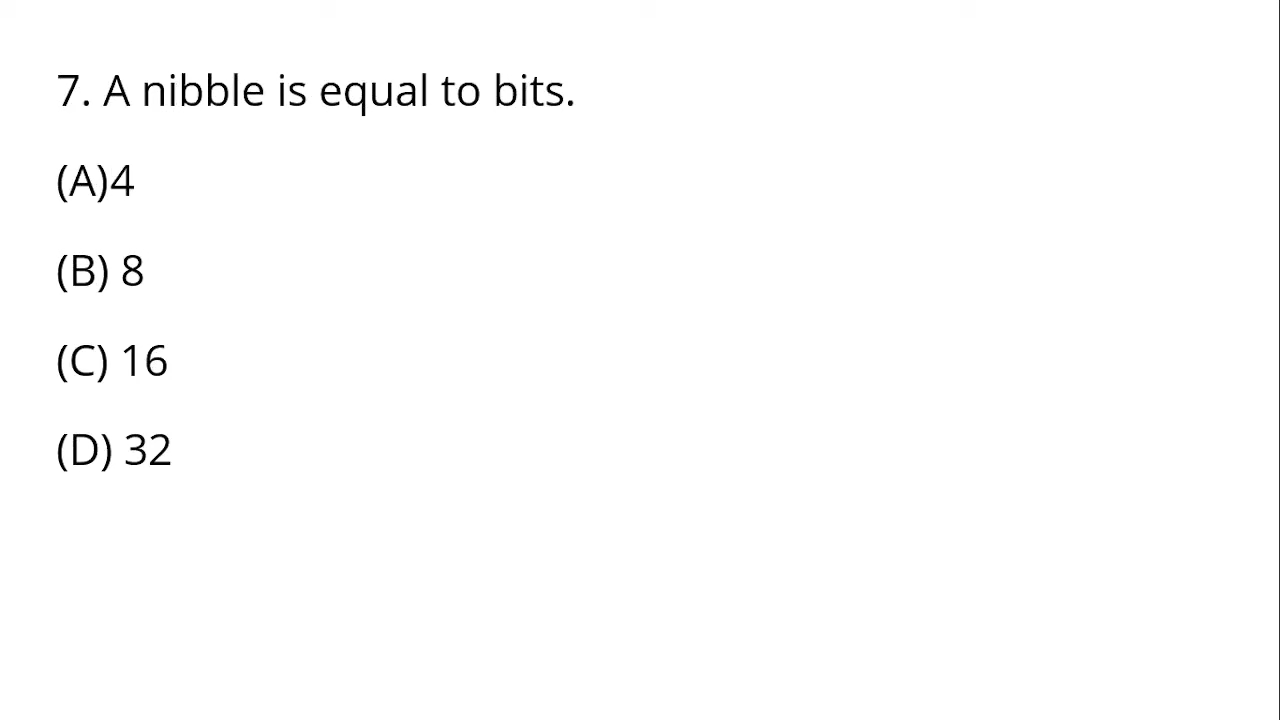 7. A nibble is equal to bits.
(A)4
(B) 8
(C) 16
(D) 32